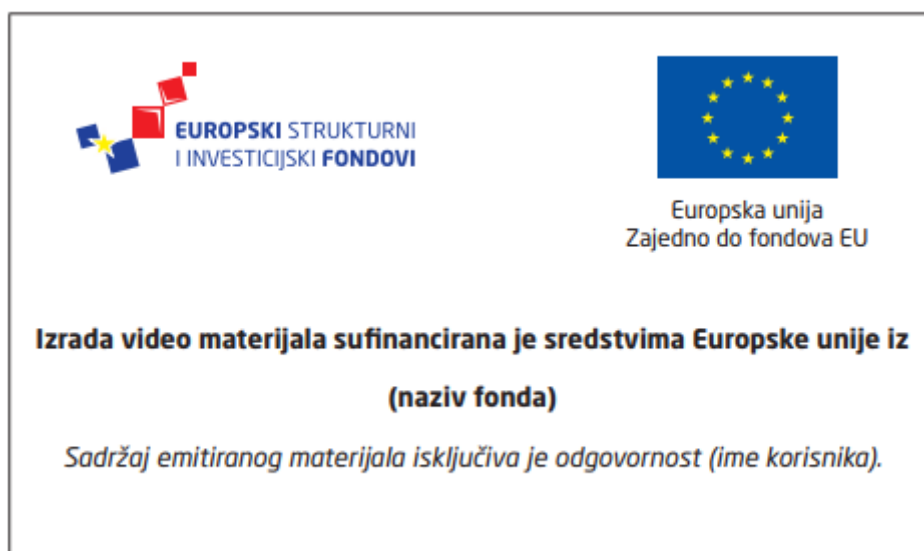 EUROPSKI STRUKTURNI
I INVESTICIJSKI FONDOVI
Europska unija
Zajedno do fondova EU
Izrada video materijala sufinancirana je sredstvima Europske unije iz
(naziv fonda)
Sadržaj emitiranog materijala isključiva je odgovornost (ime korisnika).